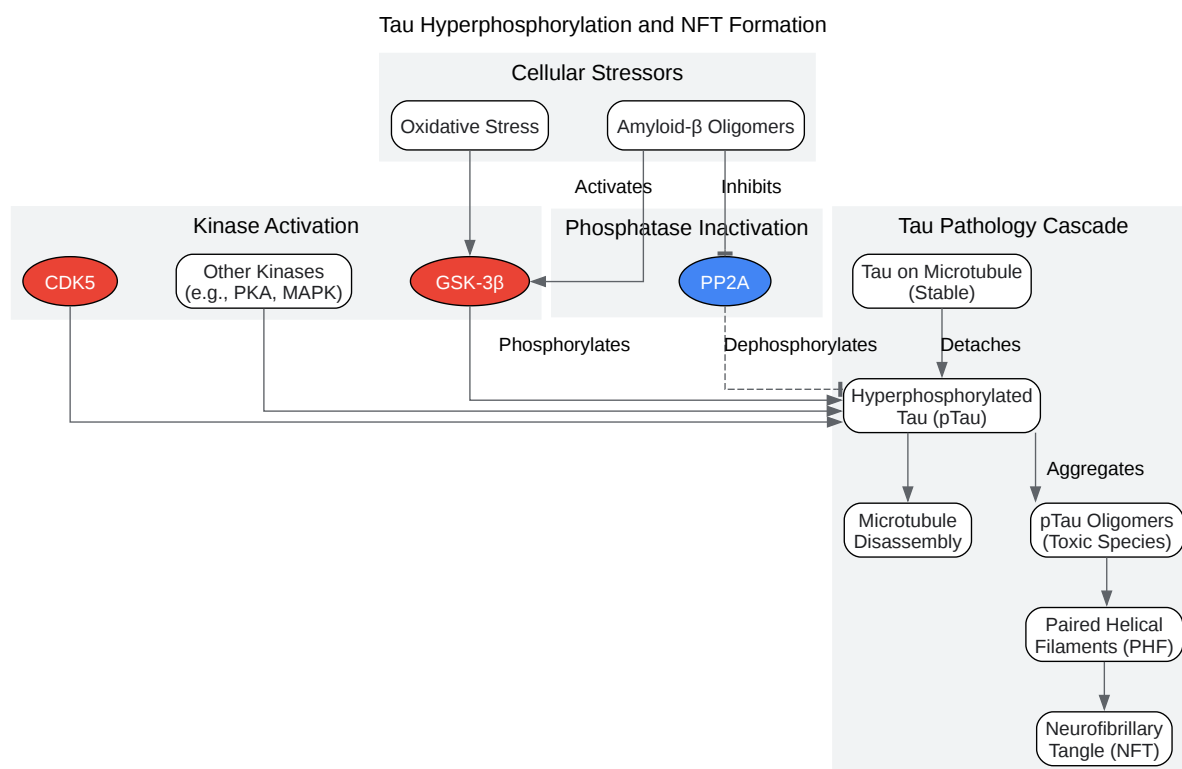 Tau Hyperphosphorylation and NFT Formation
Cellular Stressors
Oxidative Stress
Amyloid-β Oligomers
Activates
Inhibits
Kinase Activation
Phosphatase Inactivation
Tau Pathology Cascade
CDK5
Other Kinases
(e.g., PKA, MAPK)
GSK-3β
PP2A
Tau on Microtubule
(Stable)
Phosphorylates
Dephosphorylates
Detaches
Hyperphosphorylated
Tau (pTau)
Aggregates
Microtubule
Disassembly
pTau Oligomers
(Toxic Species)
Paired Helical
Filaments (PHF)
Neurofibrillary
Tangle (NFT)